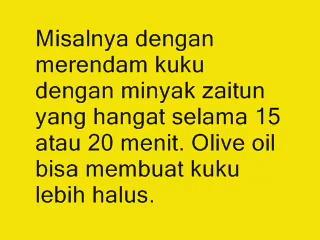 Misalnya dengan
merendam kuku
dengan minyak zaitun
yang hangat selama 15
atau 20 menit. Olive oil
bisa membuat kuku
lebih halus.